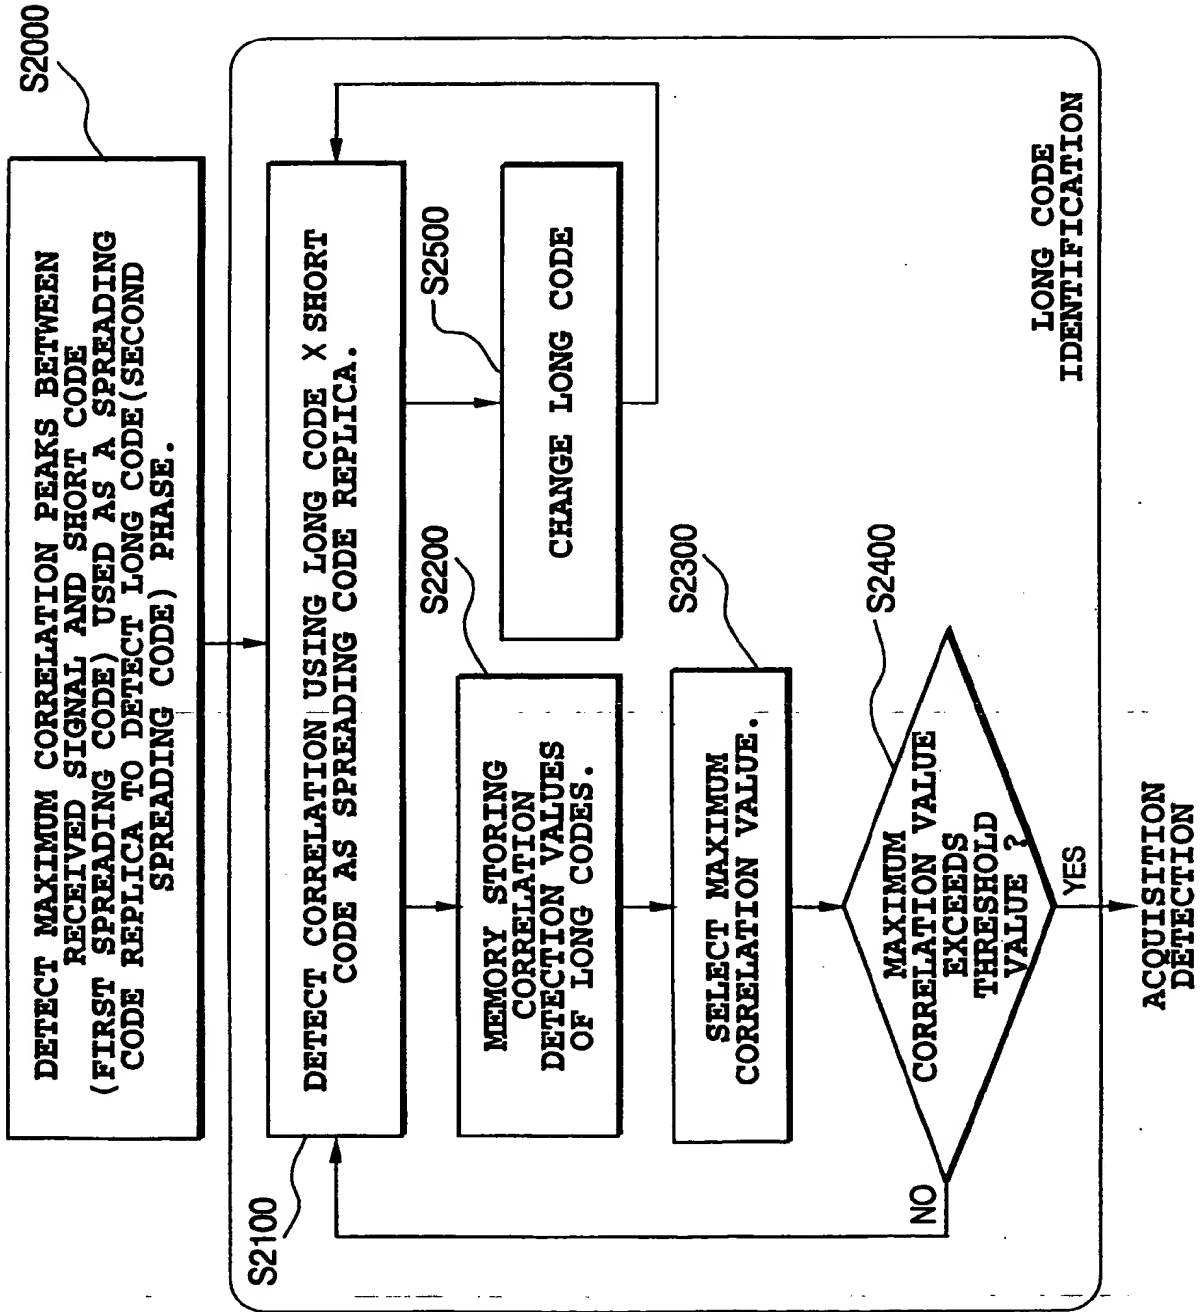 S2000
DETECT MAXIMUM CORRELATION PEAKS BETWEEN
RECEIVED SIGNAL AND SHORT CODE
(FIRST SPREADING CODE) USED AS A SPREADING
CODE REPLICA TO DETECT LONG CODE(SECOND
SPREADING CODE) PHASE.
S2100
DETECT CORRELATION USING LONG CODE X SHORT
CODE AS SPREADING CODE REPLICA.
S2200
MEMORY STORING
CORRELATION
DETECTION VALUES
OF LONG CODES.
S2500
CHANGE LONG CODE
S2300
SELECT MAXIMUM
CORRELATION VALUE.
S2400
MAXIMUM
CORRELATION VALUE
EXCEEDS
THRESHOLD
VALUE ?
NO
YES
LONG CODE
IDENTIFICATION
ACQUISITION
DETECTION